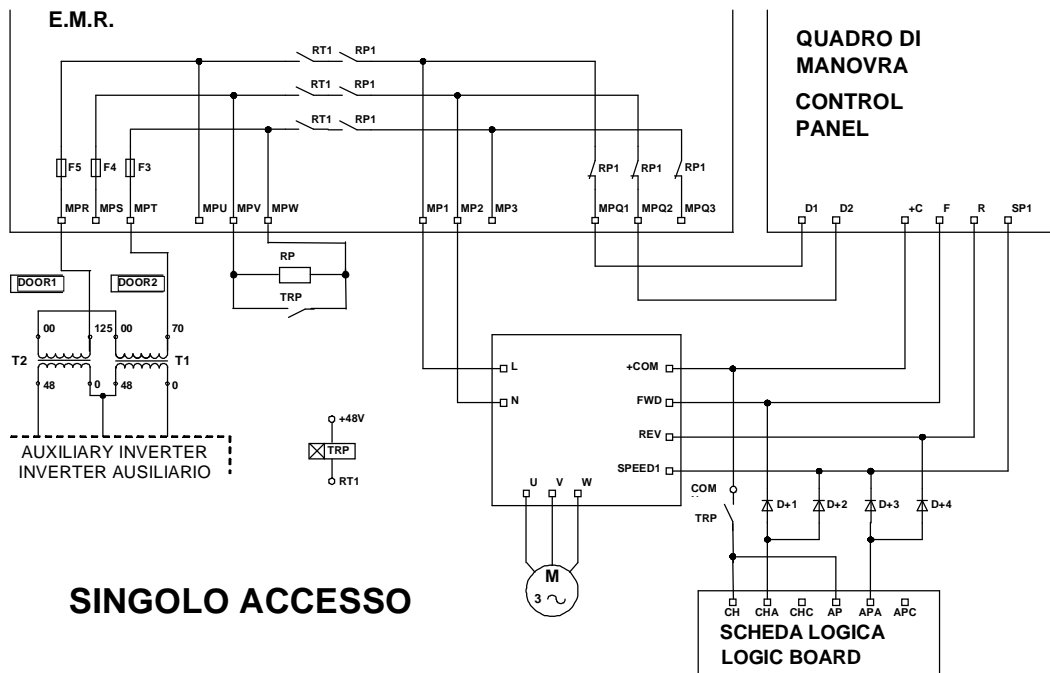 E.M.R.
QUADRO DI
MANOVRA
CONTROL
PANEL
RT1 RP1
RT1 RP1
RT1 RP1
F5 F4 F3
RP1 RP1 RP1
MPR MPS MPT MPU MPV MPW MP1 MP2 MP3 MPQ1 MPQ2 MPQ3
D1 D2 +C F R SP1
RP
DOOR1 DOOR2
TRP
00 125 00 70
T2 T1
48 0 48 0
L +COM
N FWD
REV
SPEED1
+48V
TRP
RT1
AUXILIARY INVERTER
INVERTER AUSILIARIO
U V W
COM
TRP
D+1 D+2 D+3 D+4
M
3
SINGOLO ACCESSO
CH CHA CHC AP APA APC
SCHEDA LOGICA
LOGIC BOARD